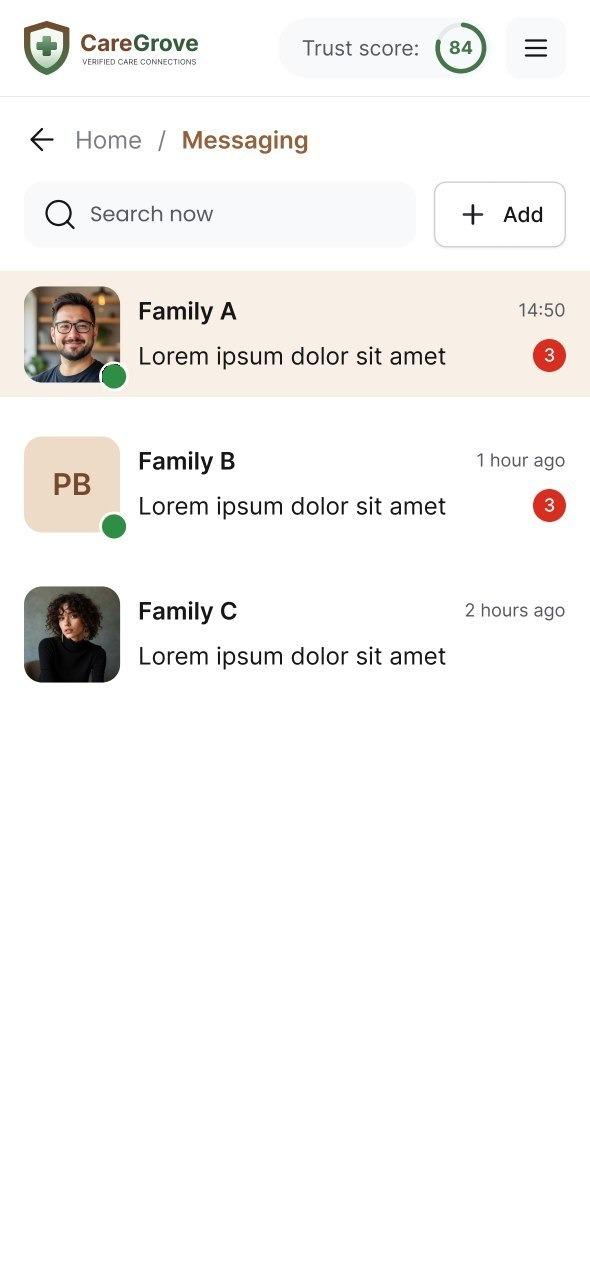 CareGrove
VERIFIED CARE CONNECTIONS
Trust score: 84
Home / Messaging
Search now
+ Add
Family A 14:50
Lorem ipsum dolor sit amet 3
PB
Family B 1 hour ago
Lorem ipsum dolor sit amet 3
Family C 2 hours ago
Lorem ipsum dolor sit amet